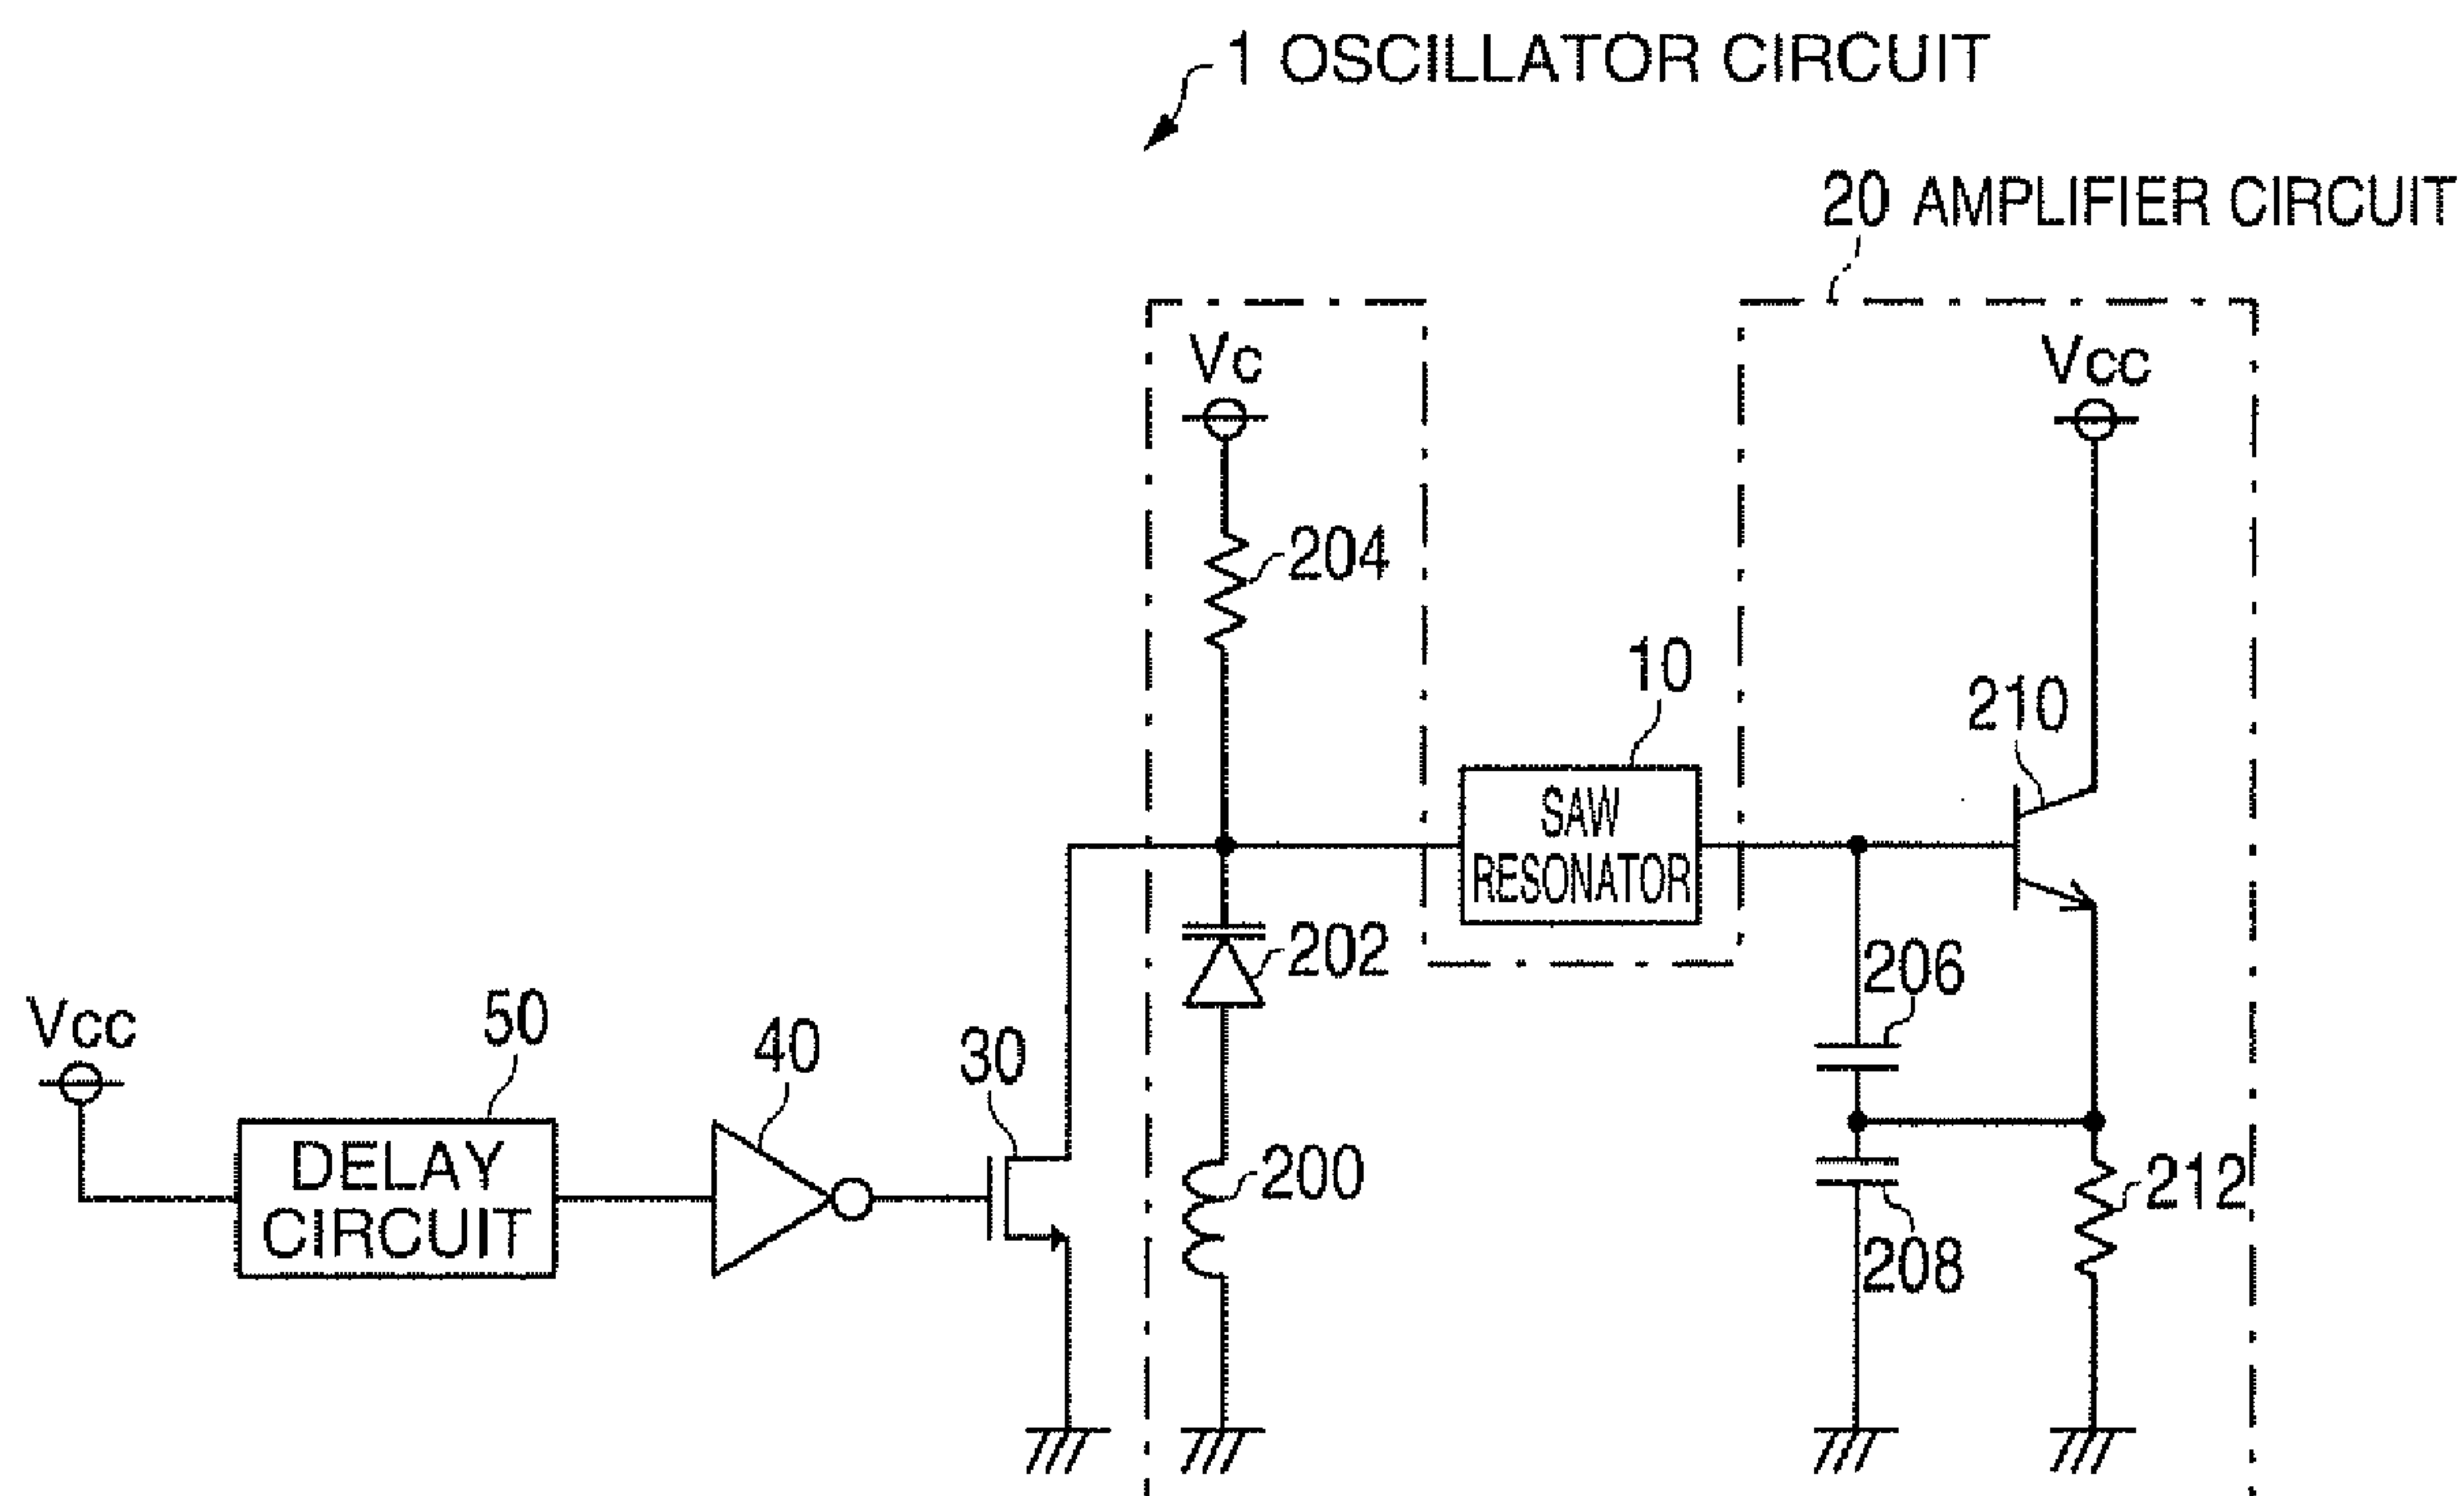 1 OSCILLATOR CIRCUIT
20 AMPLIFIER CIRCUIT
Vc
Vcc
204
10
210
SAW
RESONATOR
202
206
Vcc
50
40
30
DELAY
CIRCUIT
200
212
208